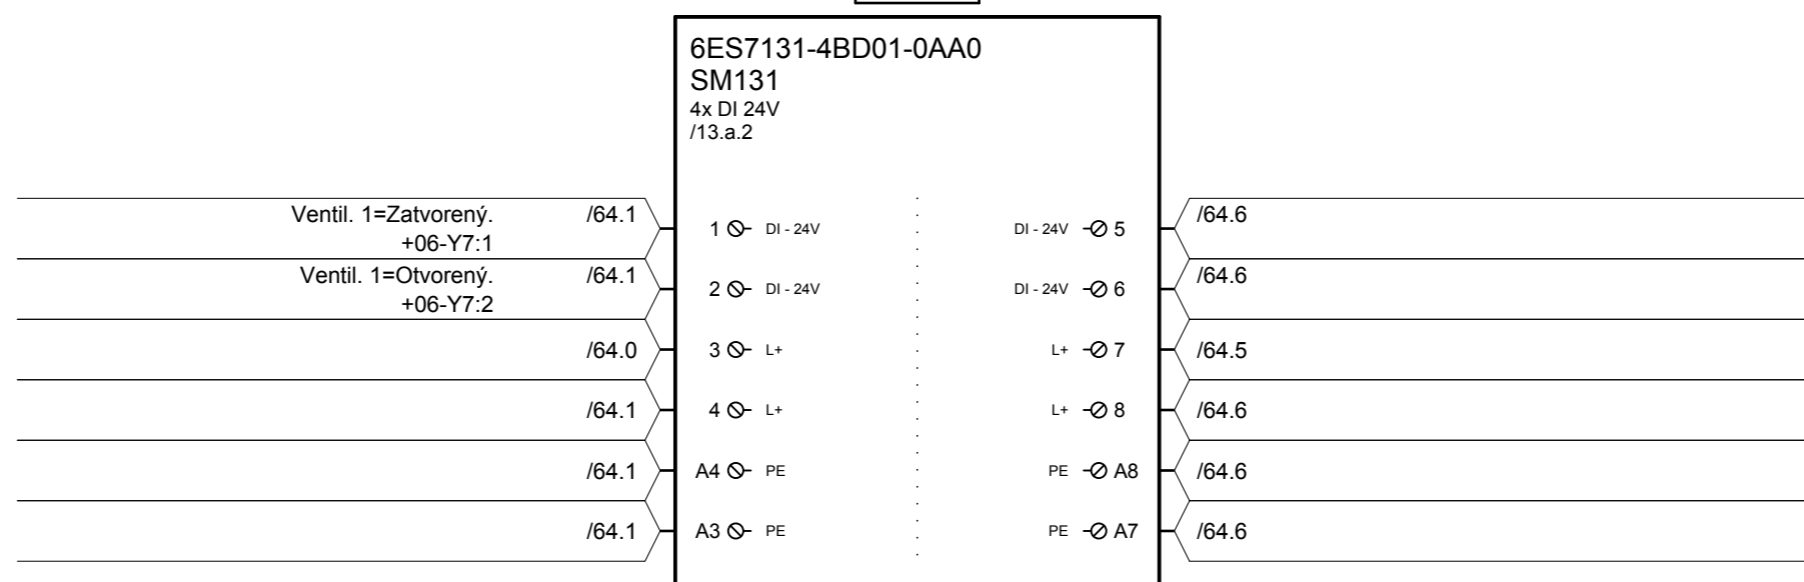 6ES7131-4BD01-0AA0
SM131
4x DI 24V
/13.a.2
Ventil. 1=Zatvorený. /64.1 1 DI - 24V DI - 24V 5 /64.6
+06-Y7:1
Ventil. 1=Otvorený. /64.1 2 DI - 24V DI - 24V 6 /64.6
+06-Y7:2
/64.0 3 L+ L+ 7 /64.5
/64.1 4 L+ L+ 8 /64.6
/64.1 A4 PE PE A8 /64.6
/64.1 A3 PE PE A7 /64.6